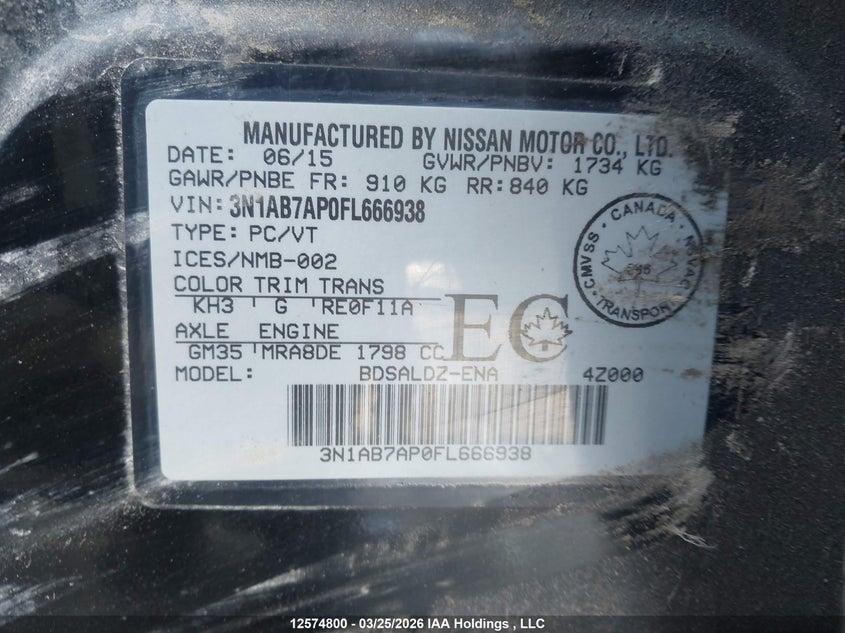 MANUFACTURED BY NISSAN MOTOR CO., LTD.
DATE: 06/15 GVWR/PNBV: 1734 KG
GAWR/PNBE FR: 910 KG RR: 840 KG
VIN: 3N1AB7AP0FL666938
TYPE: PC/VT
ICES/NMB-002
COLOR TRIM TRANS
KH3 G RE0F11A
AXLE ENGINE
GM35 MRA8DE 1798 CC
EC
MODEL: BDSALDZ-ENA 4Z000
3N1AB7AP0FL666938
CANADA
CMVSS
NSVAC
TRANSPORT
12574800 - 03/25/2026 IAA Holdings , LLC